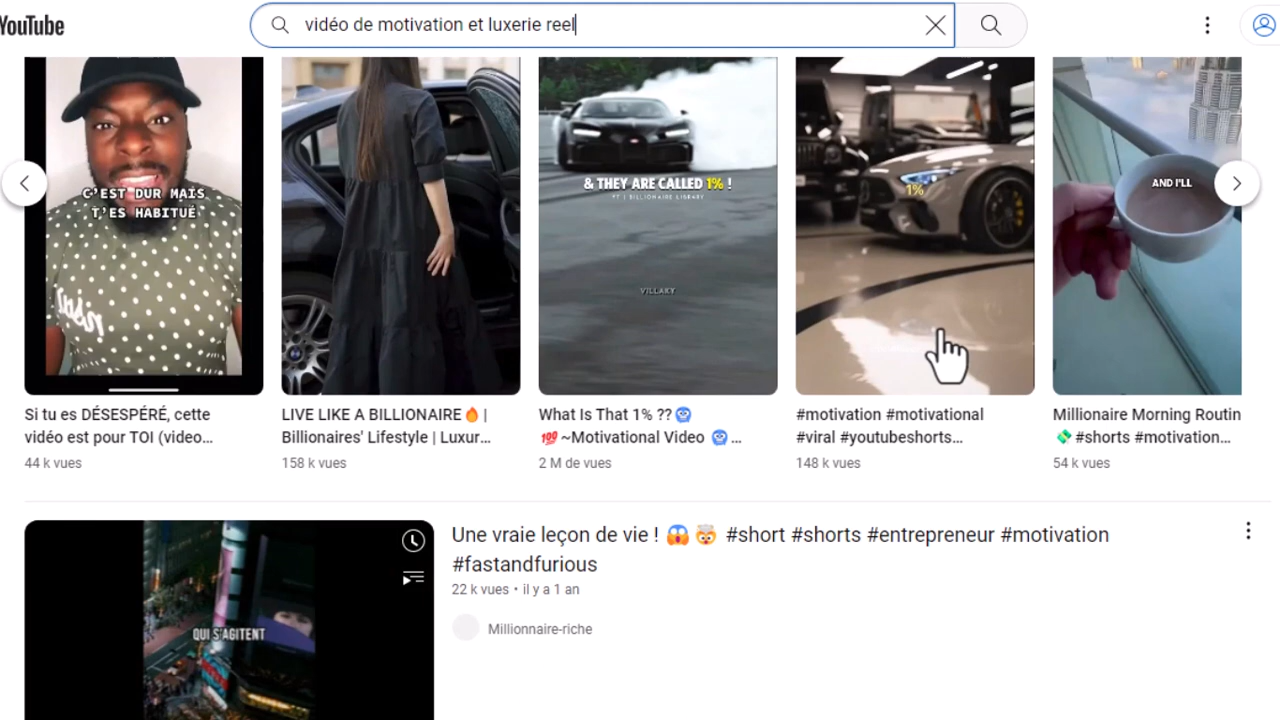 YouTube
vidéo de motivation et luxerie reel
C'EST DUR MAIS
T'ES HABITUÉ
& THEY ARE CALLED 1% !
YT | BILLIONAIRE LIBRARY
VILLAKY
1%
AND I'LL
Si tu es DÉSESPÉRÉ, cette
vidéo est pour TOI (video...
44 k vues
LIVE LIKE A BILLIONAIRE🔥 |
Billionaires' Lifestyle | Luxur...
158 k vues
What Is That 1% ??🥶
💯~Motivational Video 🥶 ...
2 M de vues
#motivation #motivational
#viral #youtubeshorts...
148 k vues
Millionaire Morning Routin
💸#shorts #motivation...
54 k vues
QUI S'AGITENT
Une vraie leçon de vie ! 😱 🤯 #short #shorts #entrepreneur #motivation
#fastandfurious
22 k vues • il y a 1 an
Millionnaire-riche